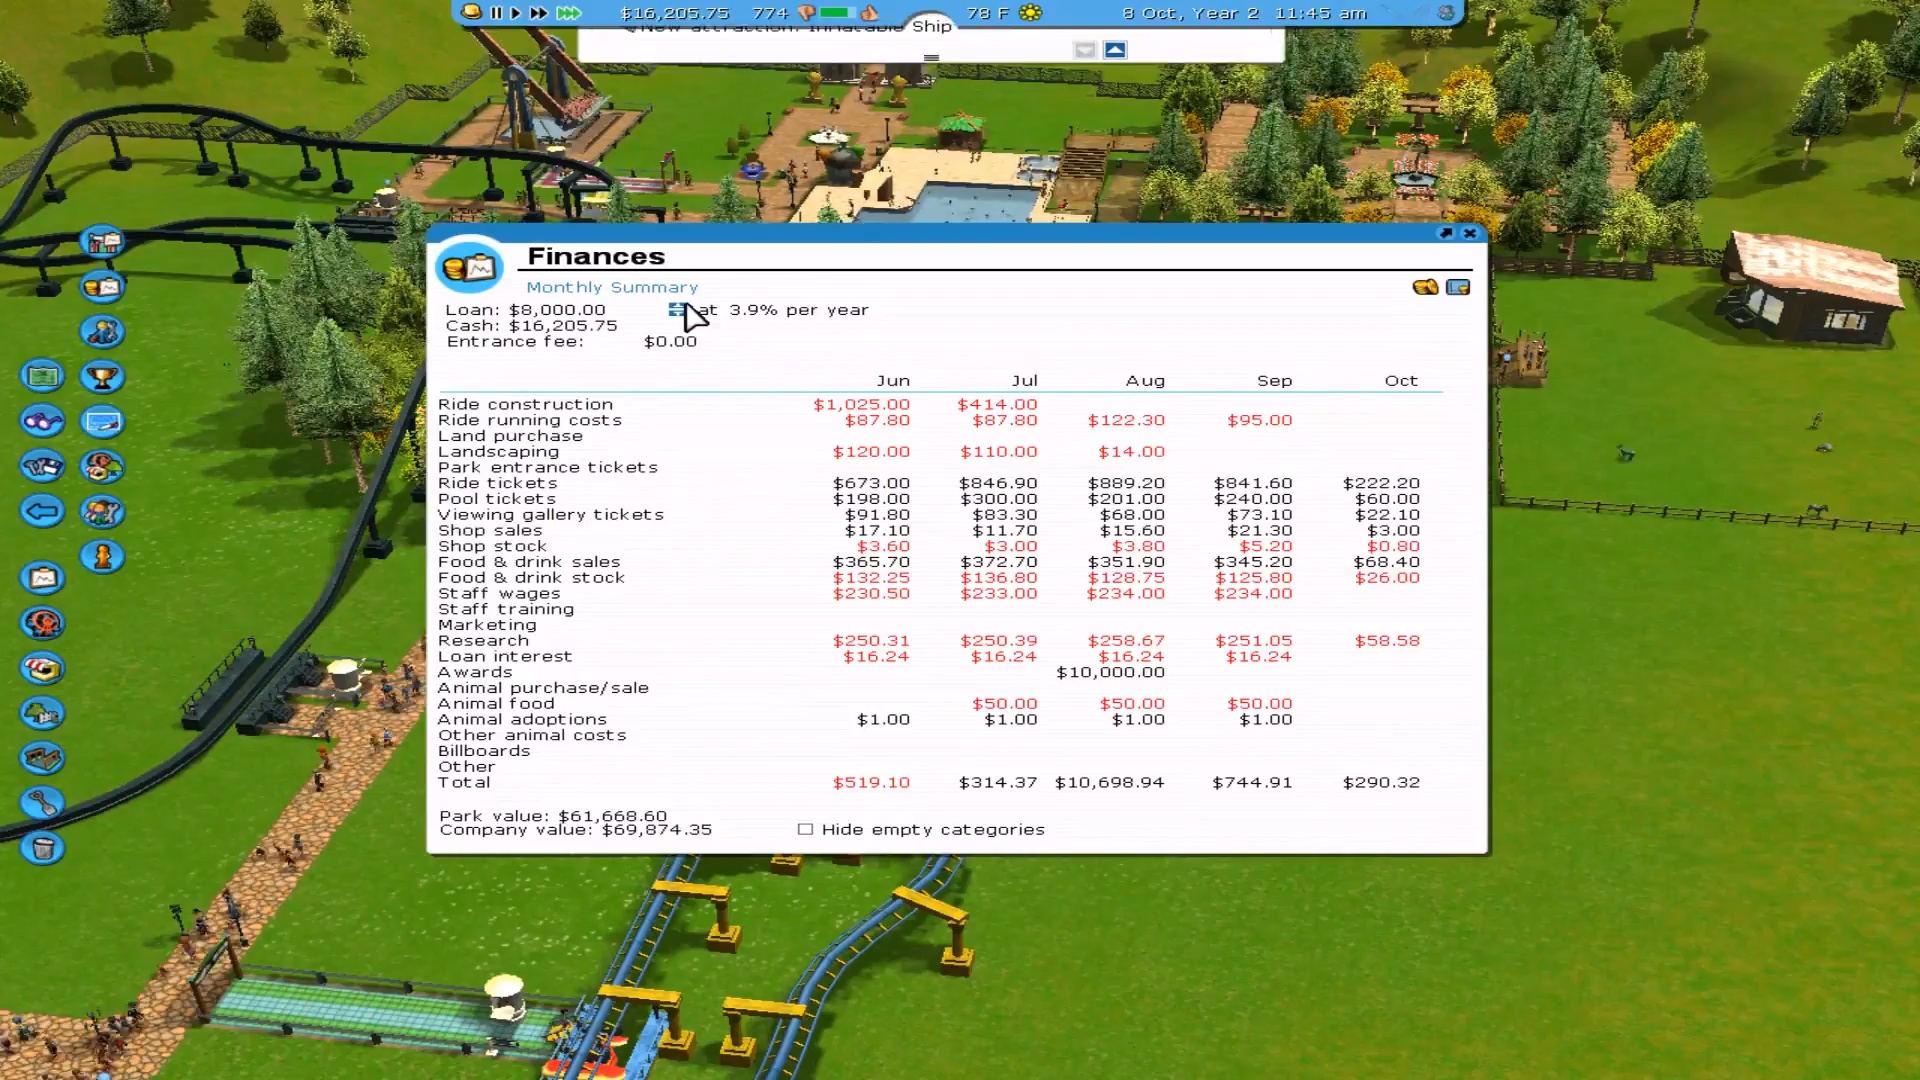 $16,205.75 774 78 F 8 Oct, Year 2 11:45 am
New attraction: Inflatable Ship
Finances
Monthly Summary
Loan: $8,000.00 at 3.9% per year
Cash: $16,205.75
Entrance fee: $0.00
Jun Jul Aug Sep Oct
Ride construction $1,025.00 $414.00
Ride running costs $87.80 $87.80 $122.30 $95.00
Land purchase
Landscaping $120.00 $110.00 $14.00
Park entrance tickets
Ride tickets $673.00 $846.90 $889.20 $841.60 $222.20
Pool tickets $198.00 $300.00 $201.00 $240.00 $60.00
Viewing gallery tickets $91.80 $83.30 $68.00 $73.10 $22.10
Shop sales $17.10 $11.70 $15.60 $21.30 $3.00
Shop stock $3.60 $3.00 $3.80 $5.20 $0.80
Food & drink sales $365.70 $372.70 $351.90 $345.20 $68.40
Food & drink stock $132.25 $136.80 $128.75 $125.80 $26.00
Staff wages $230.50 $233.00 $234.00 $234.00
Staff training
Marketing
Research $250.31 $250.39 $258.67 $251.05 $58.58
Loan interest $16.24 $16.24 $16.24 $16.24
Awards $10,000.00
Animal purchase/sale
Animal food $50.00 $50.00 $50.00
Animal adoptions $1.00 $1.00 $1.00 $1.00
Other animal costs
Billboards
Other
Total $519.10 $314.37 $10,698.94 $744.91 $290.32
Park value: $61,668.60
Company value: $69,874.35 Hide empty categories